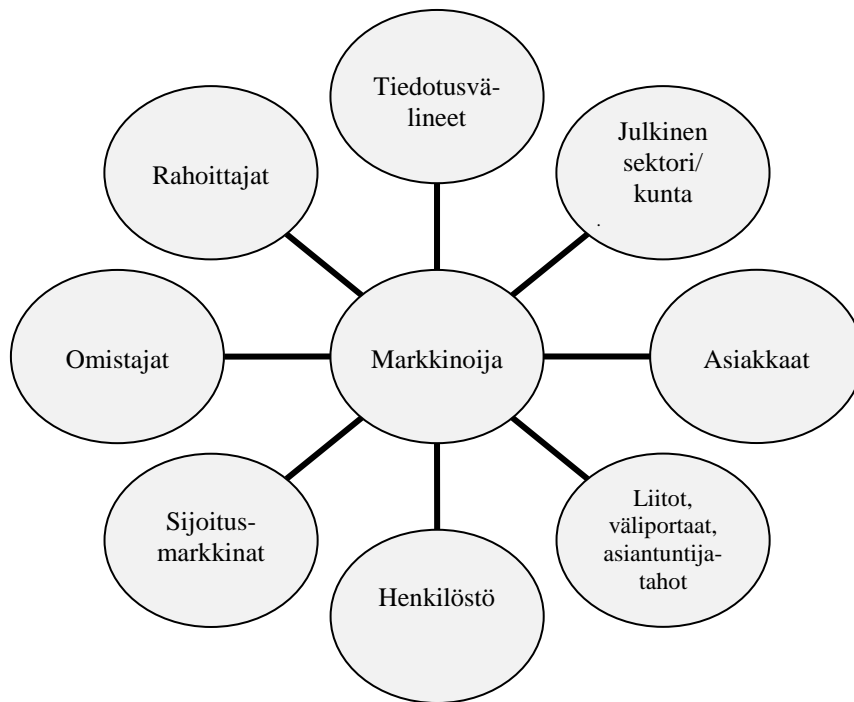 Tiedotusvä-
lineet
Julkinen
sektori/
kunta
.
Rahoittajat
Omistajat
Markkinoija
Asiakkaat
Sijoitus-
markkinat
Liitot,
väliportaat,
asiantuntija-
tahot
Henkilöstö